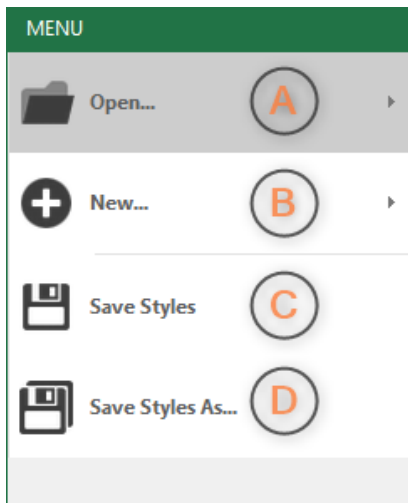 MENU
Open... A
New... B
Save Styles C
Save Styles As... D